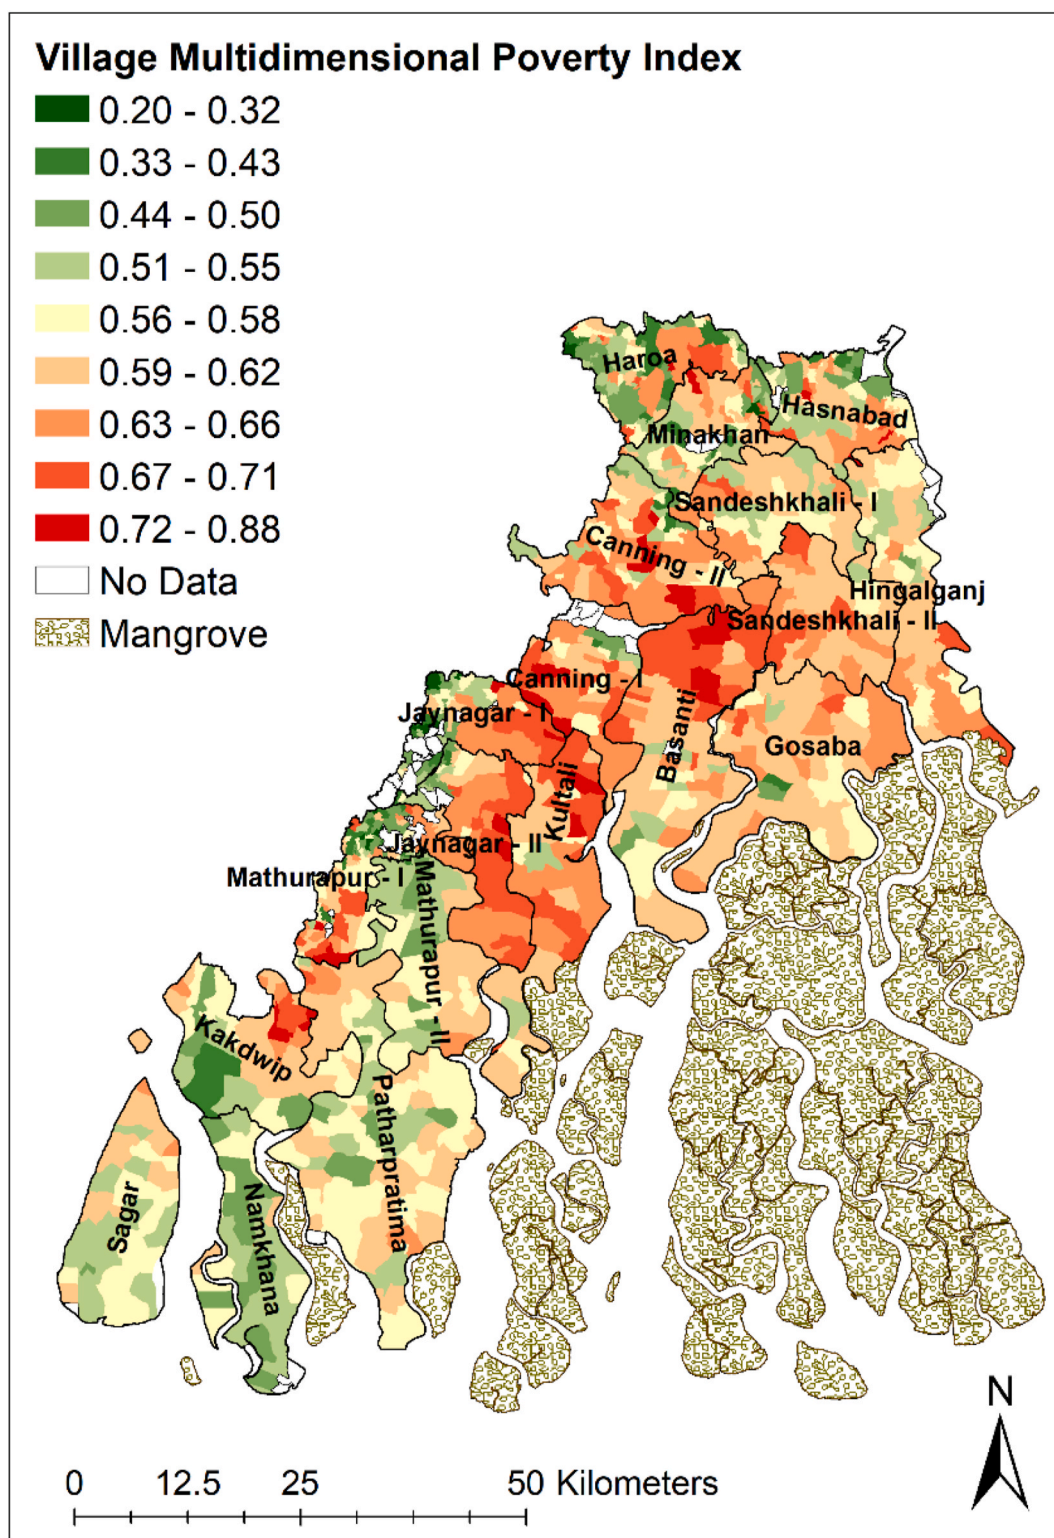 Village Multidimensional Poverty Index
0.20 - 0.32
0.33 - 0.43
0.44 - 0.50
0.51 - 0.55
0.56 - 0.58
0.59 - 0.62
0.63 - 0.66
0.67 - 0.71
0.72 - 0.88
No Data
Mangrove
Haroa
Hasnabad
Minakhan
Sandeshkhali - I
Canning - II
Hingalganj
Sandeshkhali - II
Canning - I
Jaynagar - I
Basanti
Gosaba
Kultali
Jaynagar - II
Mathurapur - I
Mathurapur - II
Kakdwip
Patharpratima
Sagar
Namkhana
N
0 12.5 25 50 Kilometers